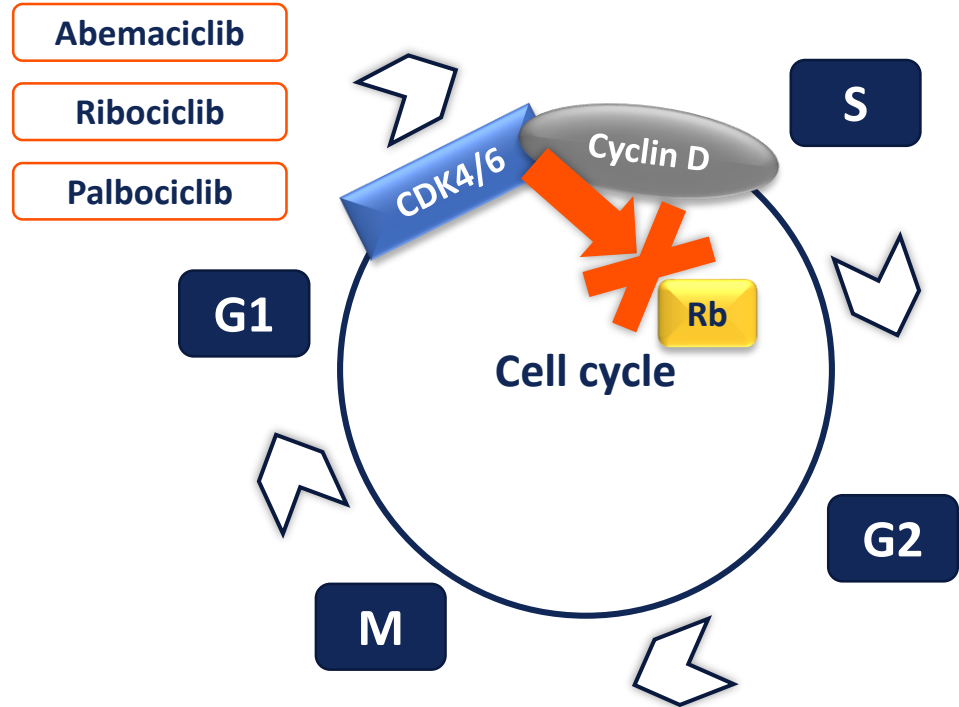 Abemaciclib
Ribociclib
Palbociclib
CDK4/6
Cyclin D
S
G1
Rb
Cell cycle
G2
M